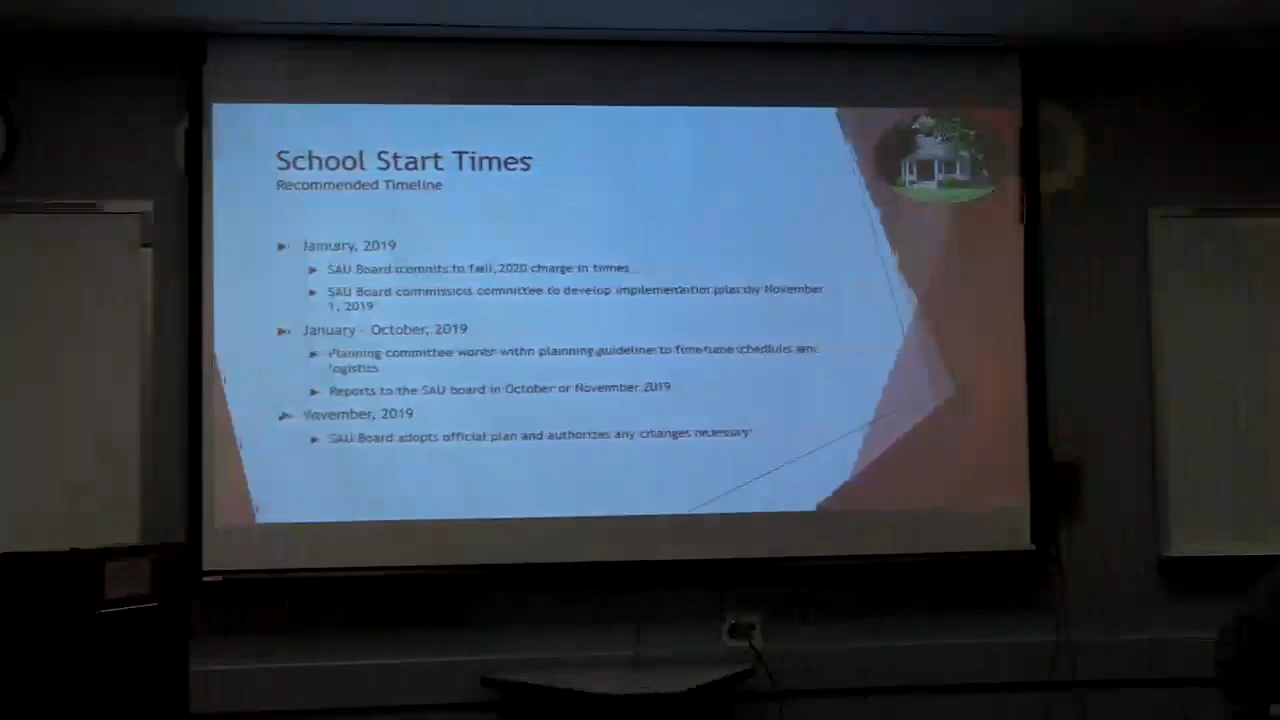 School Start Times
Recommended Timeline
January, 2019
SAU Board commits to fall, 2020 change in times
SAU Board commissions committee to develop implementation plan by November
1, 2019
January - October, 2019
Planning committee works within planning guidelines to fine-tune schedules and
logistics
Reports to the SAU board in October or November 2019
November, 2019
SAU Board adopts official plan and authorizes any changes necessary